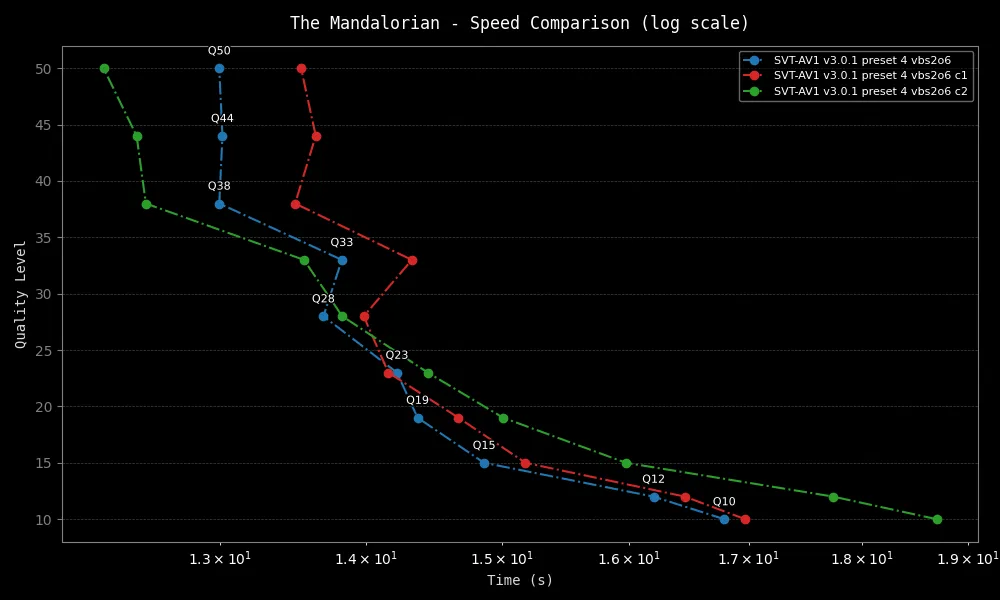 The Mandalorian - Speed Comparison (log scale)
SVT-AV1 v3.0.1 preset 4 vbs2o6
SVT-AV1 v3.0.1 preset 4 vbs2o6 c1
SVT-AV1 v3.0.1 preset 4 vbs2o6 c2
Quality Level
50
45
40
35
30
25
20
15
10
Q50
Q44
Q38
Q33
Q28
Q23
Q19
Q15
Q12
Q10
1.3 × 10¹ 1.4 × 10¹ 1.5 × 10¹ 1.6 × 10¹ 1.7 × 10¹ 1.8 × 10¹ 1.9 × 10¹
Time (s)